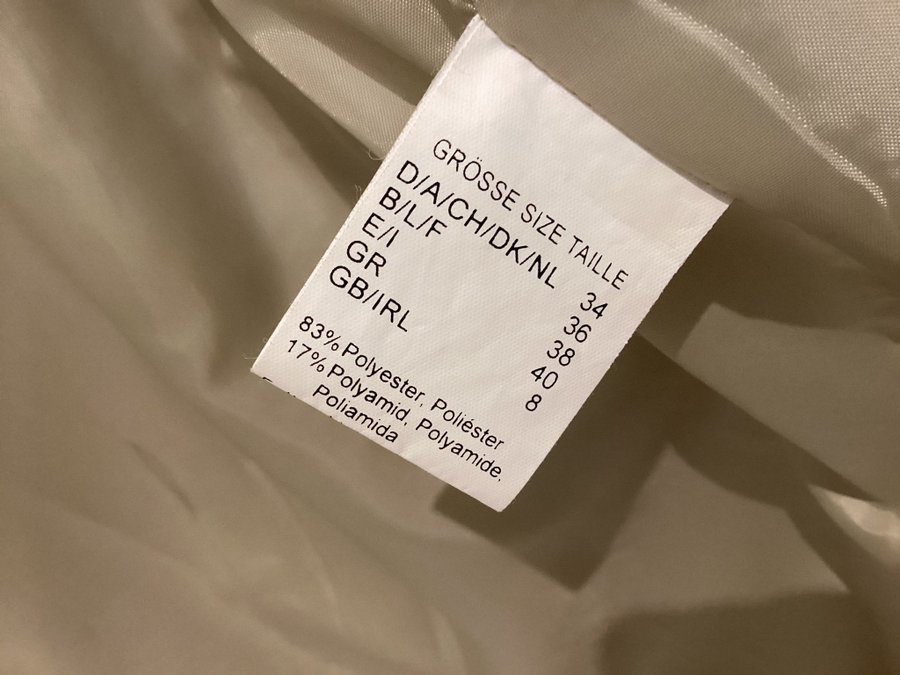 GRÖSSE SIZE TAILLE
D/A/CH/DK/NL 34
B/L/F 36
E/I 38
GR 40
GB/IRL 8
83% Polyester, Poliéster
17% Polyamid, Polyamide,
Poliamida